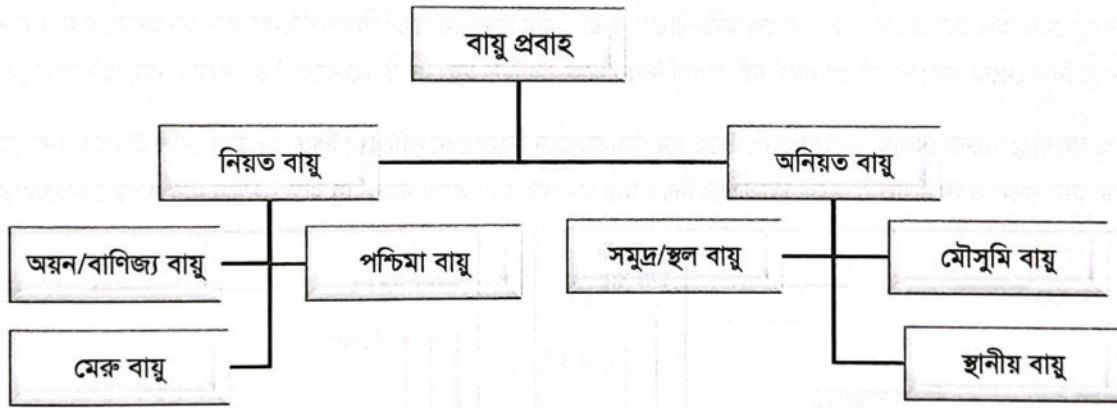 বায়ু প্রবাহ
নিয়ত বায়ু
অনিয়ত বায়ু
অয়ন/বাণিজ্য বায়ু
পশ্চিমা বায়ু
সমুদ্র/স্থল বায়ু
মৌসুমি বায়ু
মেরু বায়ু
স্থানীয় বায়ু